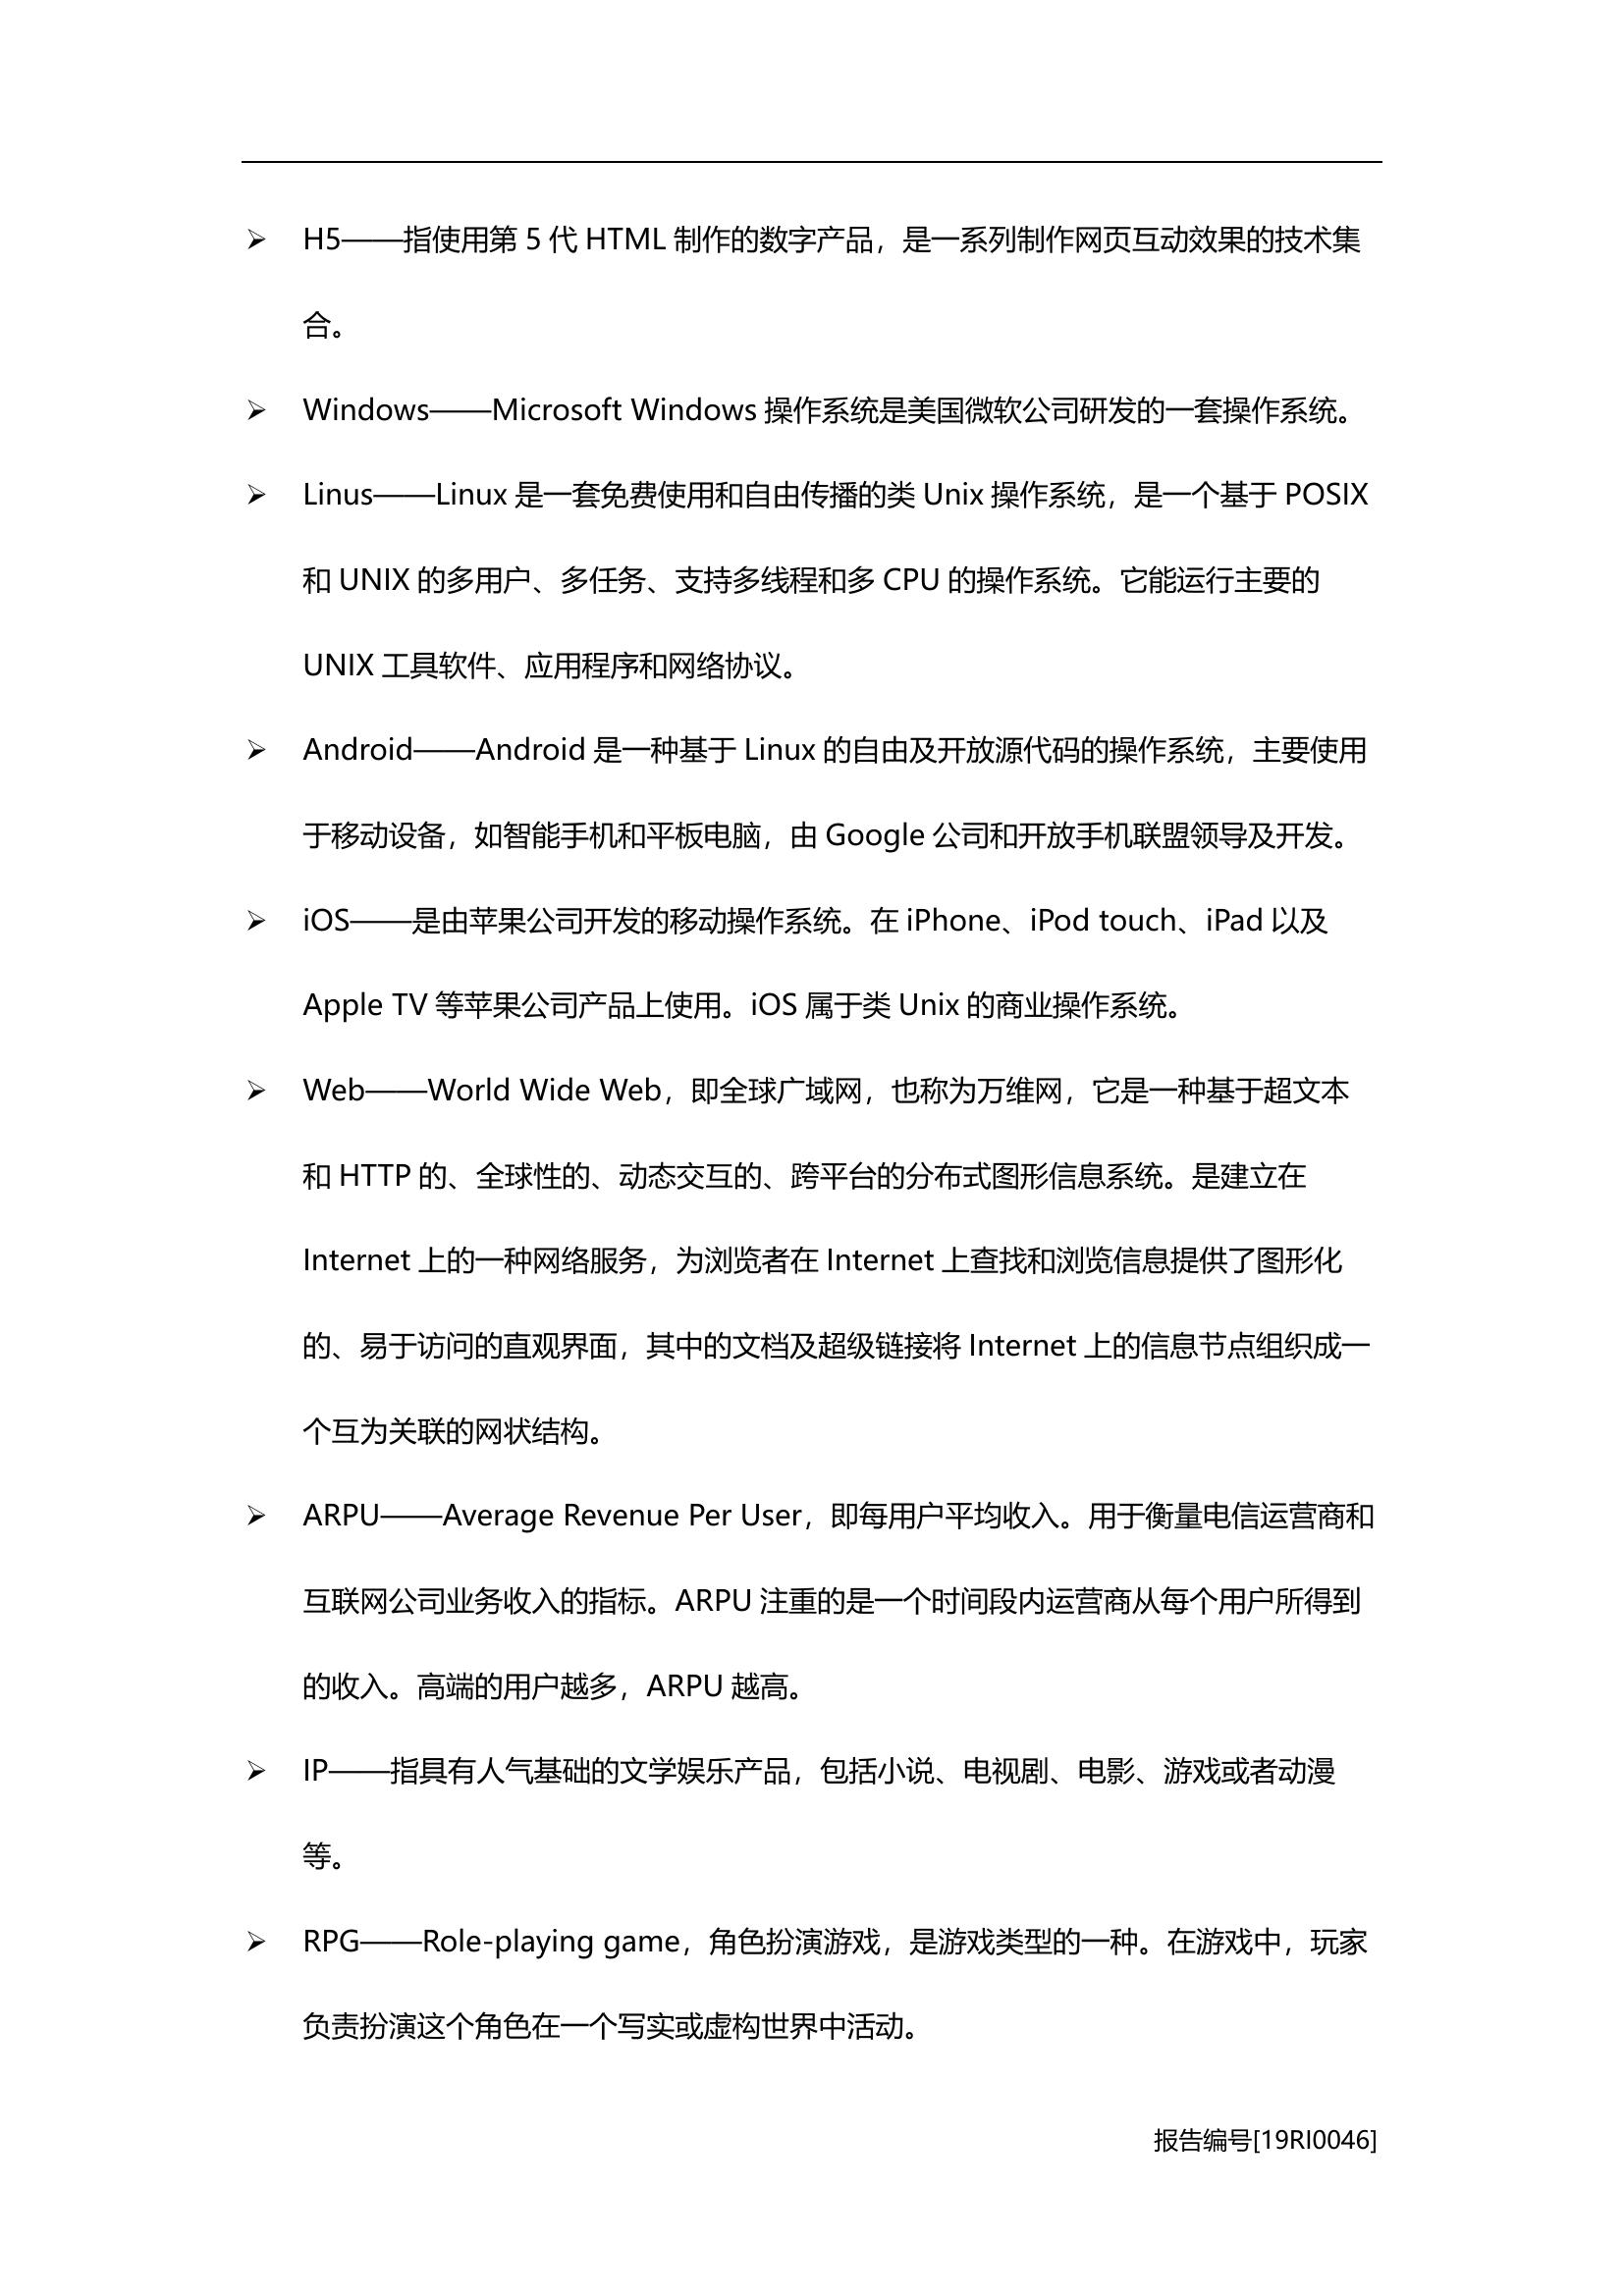 ➢ H5——指使用第 5 代 HTML 制作的数字产品，是一系列制作网页互动效果的技术集
合。
➢ Windows——Microsoft Windows 操作系统是美国微软公司研发的一套操作系统。
➢ Linus——Linux 是一套免费使用和自由传播的类 Unix 操作系统，是一个基于 POSIX
和 UNIX 的多用户、多任务、支持多线程和多 CPU 的操作系统。它能运行主要的
UNIX 工具软件、应用程序和网络协议。
➢ Android——Android 是一种基于 Linux 的自由及开放源代码的操作系统，主要使用
于移动设备，如智能手机和平板电脑，由 Google 公司和开放手机联盟领导及开发。
➢ iOS——是由苹果公司开发的移动操作系统。在 iPhone、iPod touch、iPad 以及
Apple TV 等苹果公司产品上使用。iOS 属于类 Unix 的商业操作系统。
➢ Web——World Wide Web，即全球广域网，也称为万维网，它是一种基于超文本
和 HTTP 的、全球性的、动态交互的、跨平台的分布式图形信息系统。是建立在
Internet 上的一种网络服务，为浏览者在 Internet 上查找和浏览信息提供了图形化
的、易于访问的直观界面，其中的文档及超级链接将 Internet 上的信息节点组织成一
个互为关联的网状结构。
➢ ARPU——Average Revenue Per User，即每用户平均收入。用于衡量电信运营商和
互联网公司业务收入的指标。ARPU 注重的是一个时间段内运营商从每个用户所得到
的收入。高端的用户越多，ARPU 越高。
➢ IP——指具有人气基础的文学娱乐产品，包括小说、电视剧、电影、游戏或者动漫
等。
➢ RPG——Role-playing game，角色扮演游戏，是游戏类型的一种。在游戏中，玩家
负责扮演这个角色在一个写实或虚构世界中活动。
报告编号[19RI0046]